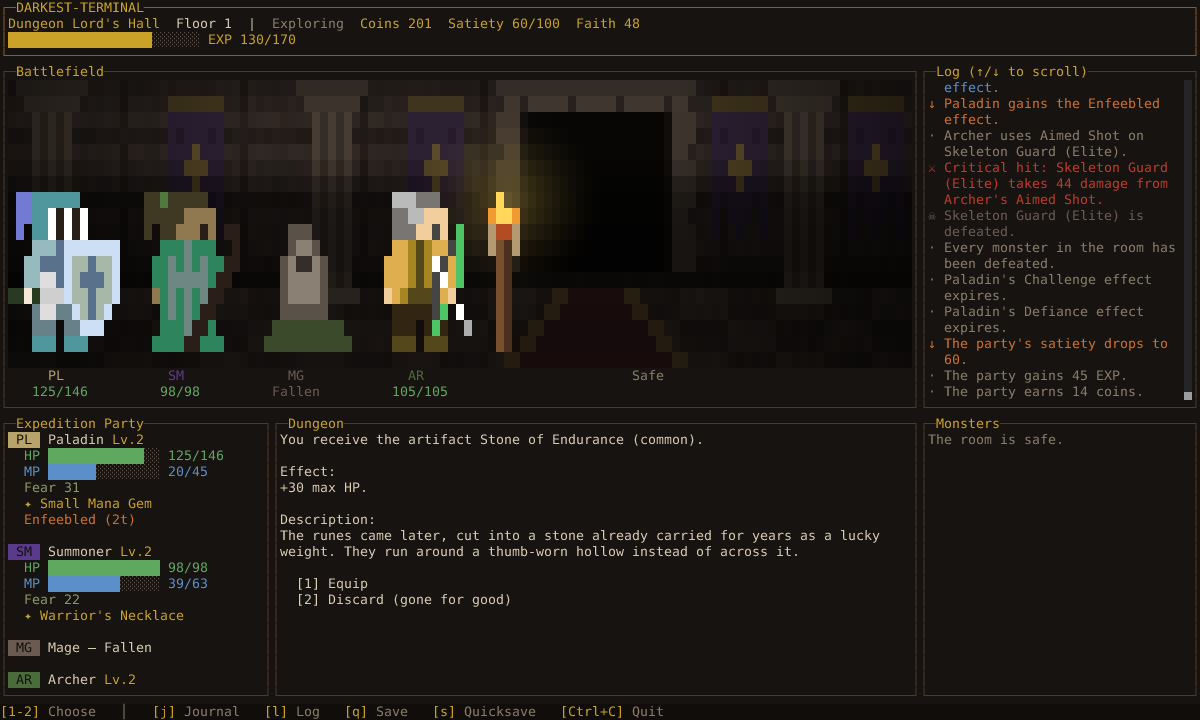 DARKEST-TERMINAL
Dungeon Lord's Hall  Floor 1  |  Exploring  Coins 201  Satiety 60/100  Faith 48
EXP 130/170
Battlefield
PL
SM
MG
AR
Safe
125/146
98/98
Fallen
105/105
Log (↑/↓ to scroll)
effect.
↓ Paladin gains the Enfeebled
effect.
· Archer uses Aimed Shot on
Skeleton Guard (Elite).
⚔ Critical hit: Skeleton Guard
(Elite) takes 44 damage from
Archer's Aimed Shot.
☠ Skeleton Guard (Elite) is
defeated.
· Every monster in the room has
been defeated.
· Paladin's Challenge effect
expires.
· Paladin's Defiance effect
expires.
↓ The party's satiety drops to
60.
· The party gains 45 EXP.
· The party earns 14 coins.
Expedition Party
PL Paladin Lv.2
HP 125/146
MP 20/45
Fear 31
✦ Small Mana Gem
Enfeebled (2t)
SM Summoner Lv.2
HP 98/98
MP 39/63
Fear 22
✦ Warrior's Necklace
MG Mage — Fallen
AR Archer Lv.2
Dungeon
You receive the artifact Stone of Endurance (common).
Effect:
+30 max HP.
Description:
The runes came later, cut into a stone already carried for years as a lucky
weight. They run around a thumb-worn hollow instead of across it.
[1] Equip
[2] Discard (gone for good)
Monsters
The room is safe.
[1-2] Choose  │  [j] Journal  [l] Log  [q] Save  [s] Quicksave  [Ctrl+C] Quit